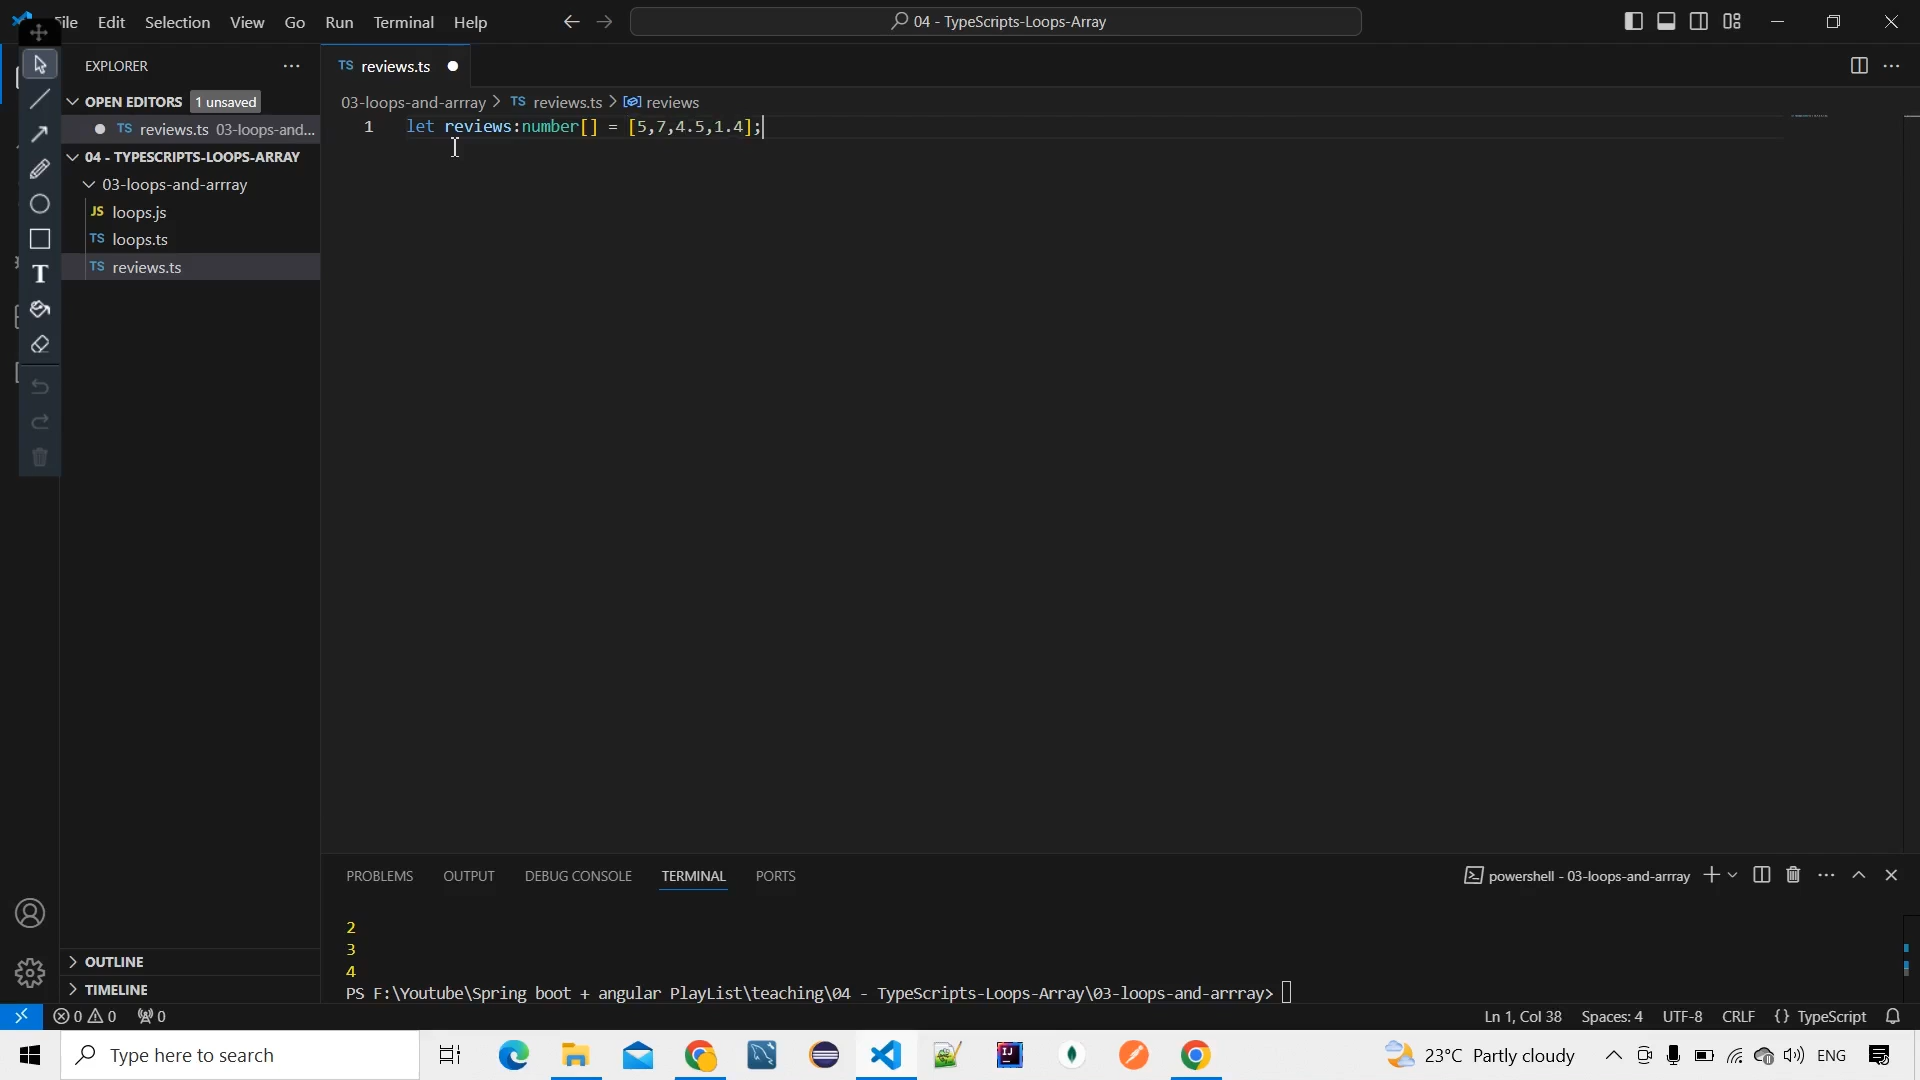 File Edit Selection View Go Run Terminal Help
04 - TypeScripts-Loops-Array
EXPLORER
TS reviews.ts
OPEN EDITORS 1 unsaved
TS reviews.ts 03-loops-and...
03-loops-and-arrray > TS reviews.ts > reviews
1 let reviews:number[] = [5,7,4.5,1.4];
04 - TYPESCRIPTS-LOOPS-ARRAY
03-loops-and-arrray
JS loops.js
TS loops.ts
TS reviews.ts
T
PROBLEMS OUTPUT DEBUG CONSOLE TERMINAL PORTS
powershell - 03-loops-and-arrray
2
3
4
PS F:\Youtube\Spring boot + angular PlayList\teaching\04 - TypeScripts-Loops-Array\03-loops-and-arrray>
OUTLINE
TIMELINE
0 0 0
Ln 1, Col 38 Spaces: 4 UTF-8 CRLF {} TypeScript
Type here to search
23°C Partly cloudy
ENG